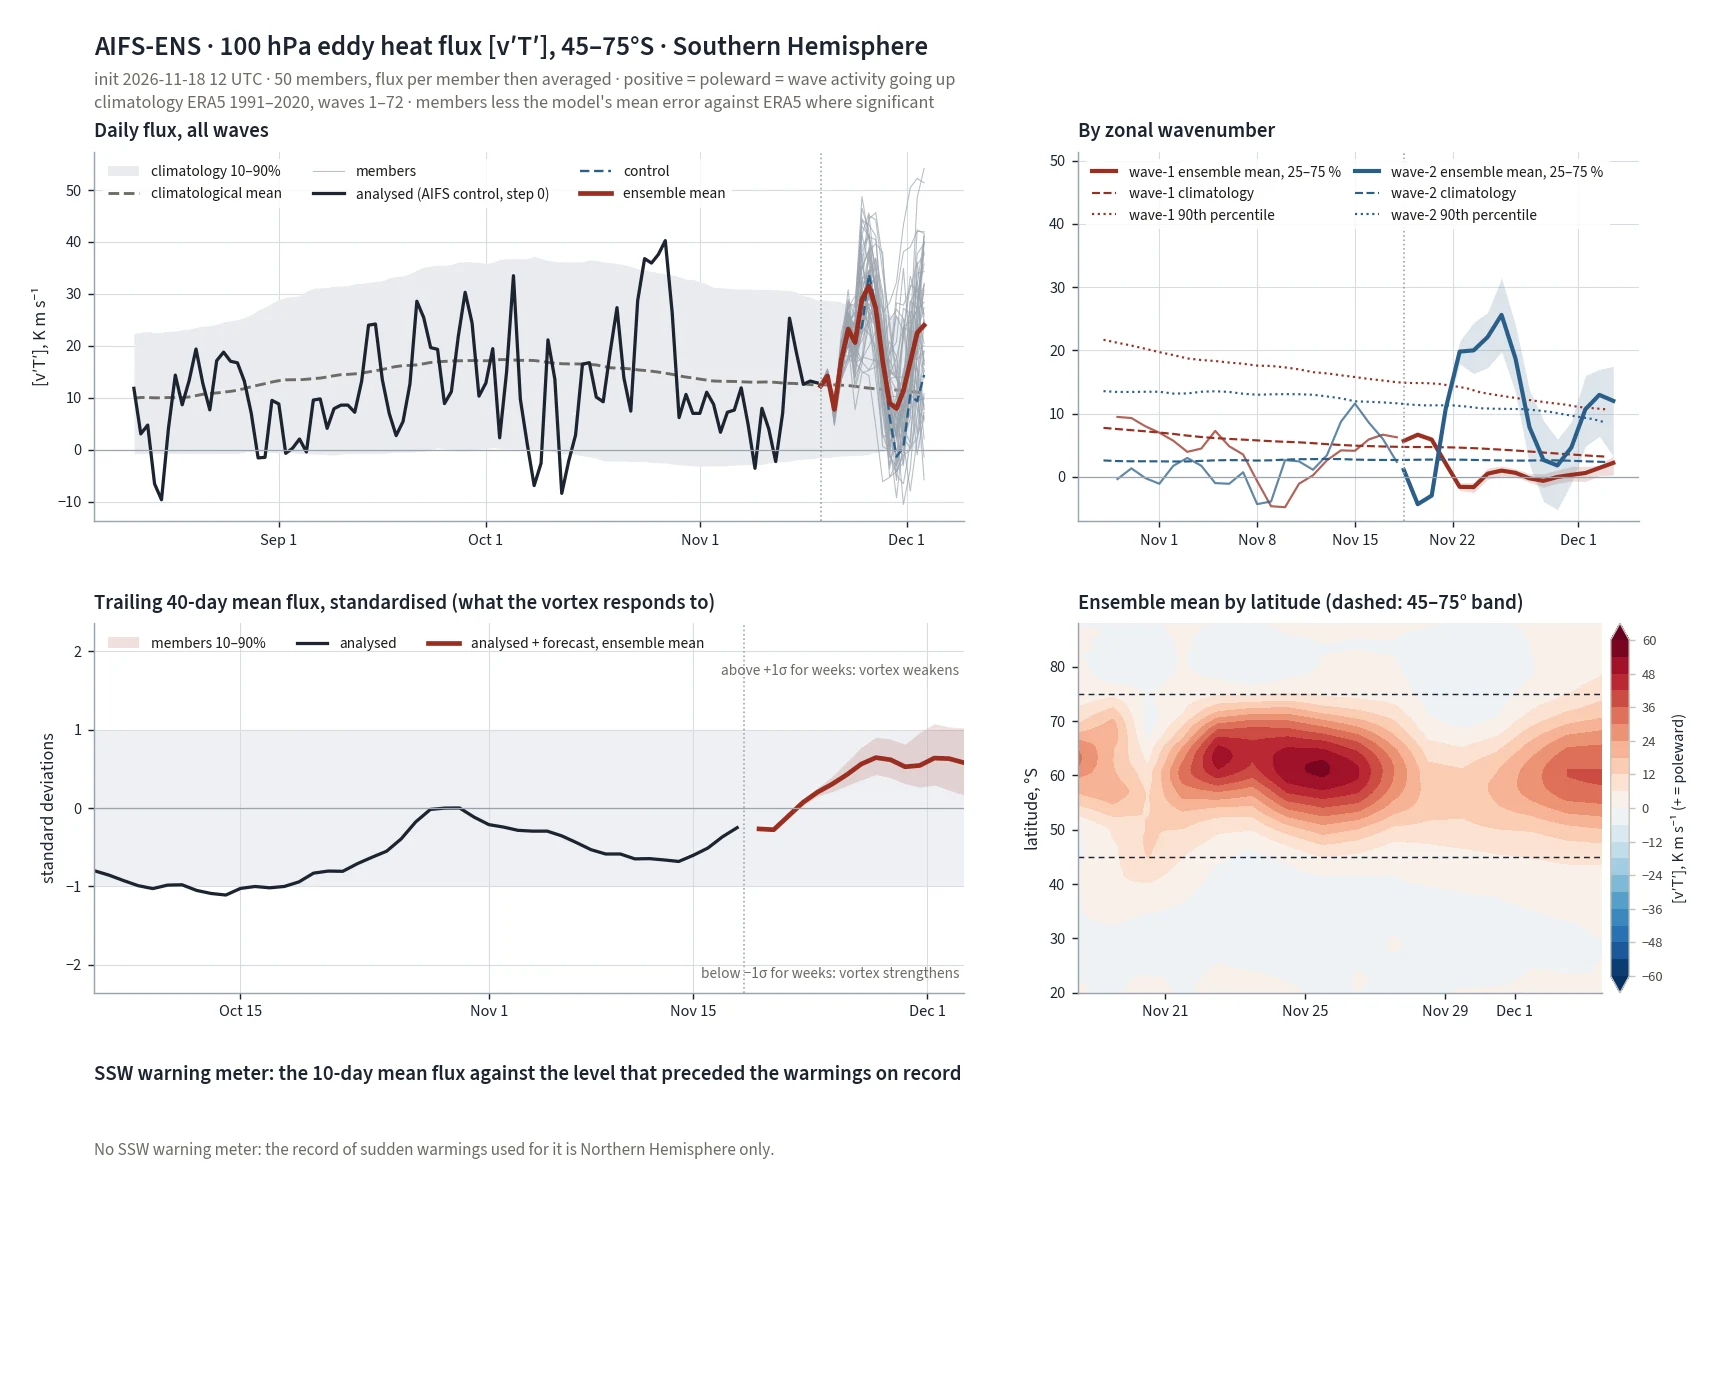 AIFS-ENS · 100 hPa eddy heat flux [v′T′], 45–75°S · Southern Hemisphere
init 2026-11-18 12 UTC · 50 members, flux per member then averaged · positive = poleward = wave activity going up
climatology ERA5 1991–2020, waves 1–72 · members less the model's mean error against ERA5 where significant
Daily flux, all waves
climatology 10–90%
members
control
climatological mean
analysed (AIFS control, step 0)
ensemble mean
[v′T′], K m s⁻¹
50
40
30
20
10
0
−10
Sep 1
Oct 1
Nov 1
Dec 1
By zonal wavenumber
wave-1 ensemble mean, 25–75 %
wave-2 ensemble mean, 25–75 %
wave-1 climatology
wave-2 climatology
wave-1 90th percentile
wave-2 90th percentile
50
40
30
20
10
0
Nov 1
Nov 8
Nov 15
Nov 22
Dec 1
Trailing 40-day mean flux, standardised (what the vortex responds to)
members 10–90%
analysed
analysed + forecast, ensemble mean
above +1σ for weeks: vortex weakens
below −1σ for weeks: vortex strengthens
standard deviations
2
1
0
−1
−2
Oct 15
Nov 1
Nov 15
Dec 1
Ensemble mean by latitude (dashed: 45–75° band)
latitude, °S
80
70
60
50
40
30
20
Nov 21
Nov 25
Nov 29
Dec 1
60
48
36
24
12
0
−12
−24
−36
−48
−60
[v′T′], K m s⁻¹ (+ = poleward)
SSW warning meter: the 10-day mean flux against the level that preceded the warmings on record
No SSW warning meter: the record of sudden warmings used for it is Northern Hemisphere only.